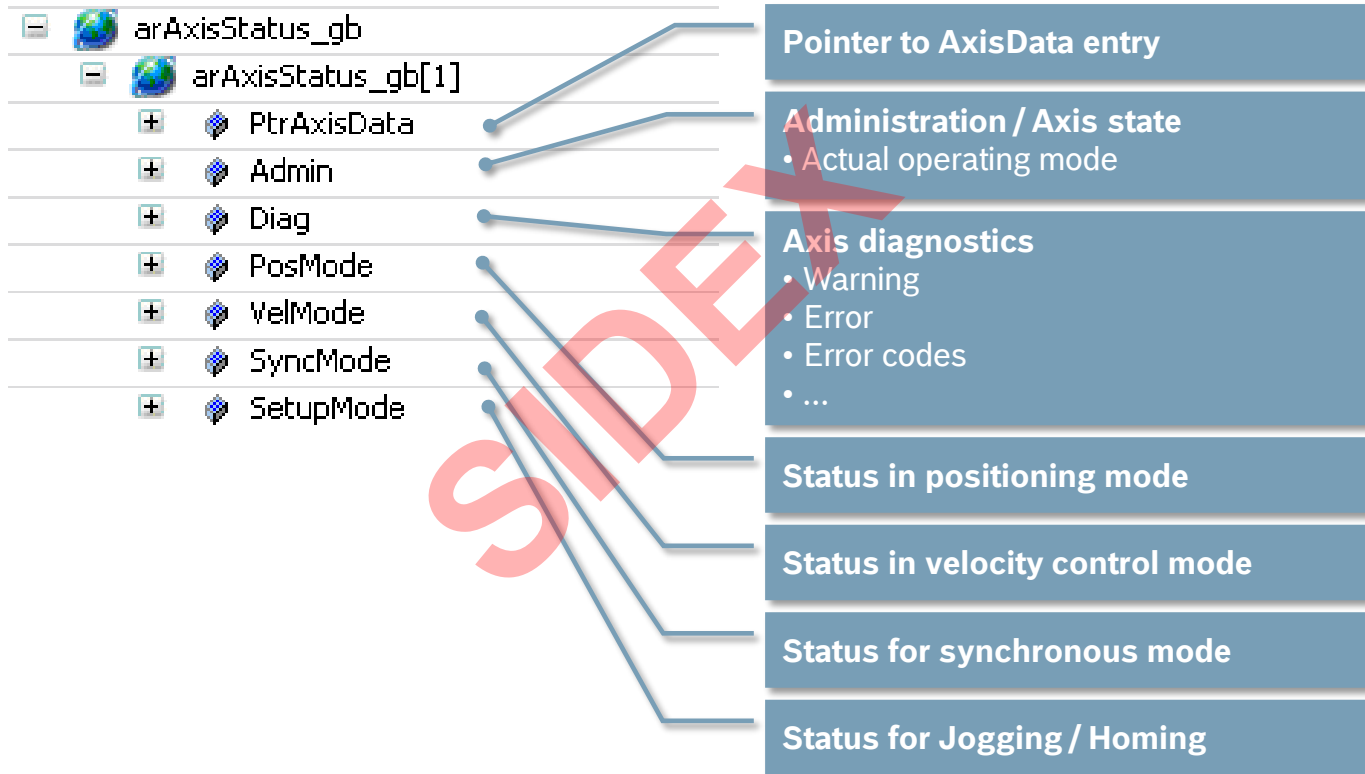 arAxisStatus_gb
arAxisStatus_gb[1]
PtrAxisData
Admin
Diag
PosMode
VelMode
SyncMode
SetupMode
Pointer to AxisData entry
Administration / Axis state
• Actual operating mode
Axis diagnostics
• Warning
• Error
• Error codes
• ...
Status in positioning mode
Status in velocity control mode
Status for synchronous mode
Status for Jogging / Homing
SIDEX